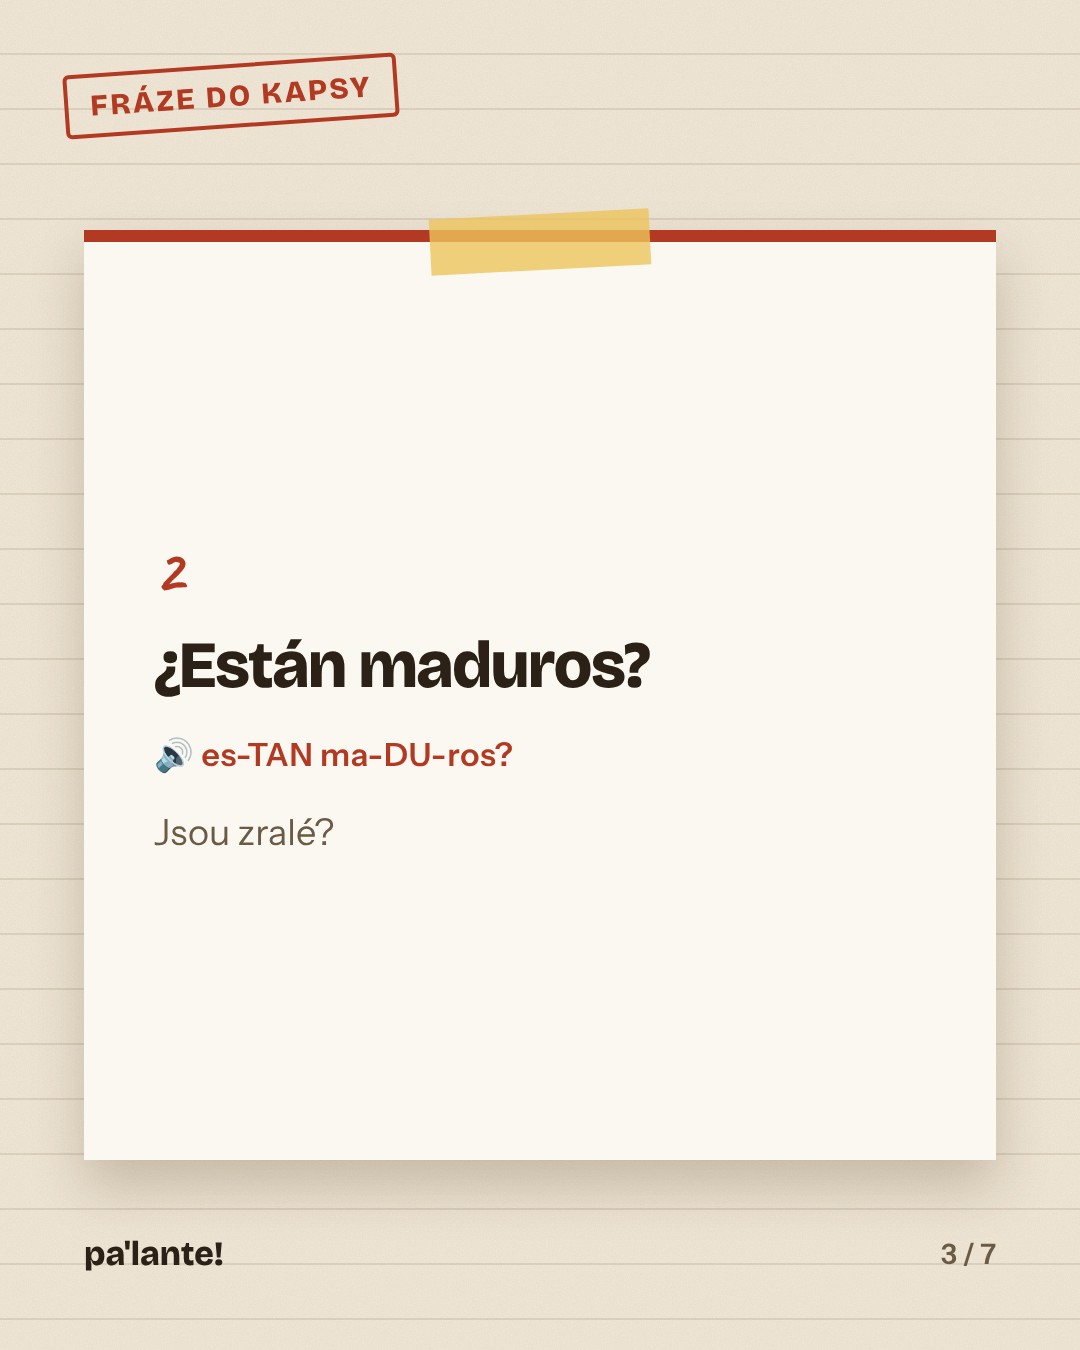 FRÁZE DO KAPSY
2
¿Están maduros?
🔊 es-TAN ma-DU-ros?
Jsou zralé?
pa'lante!
3 / 7